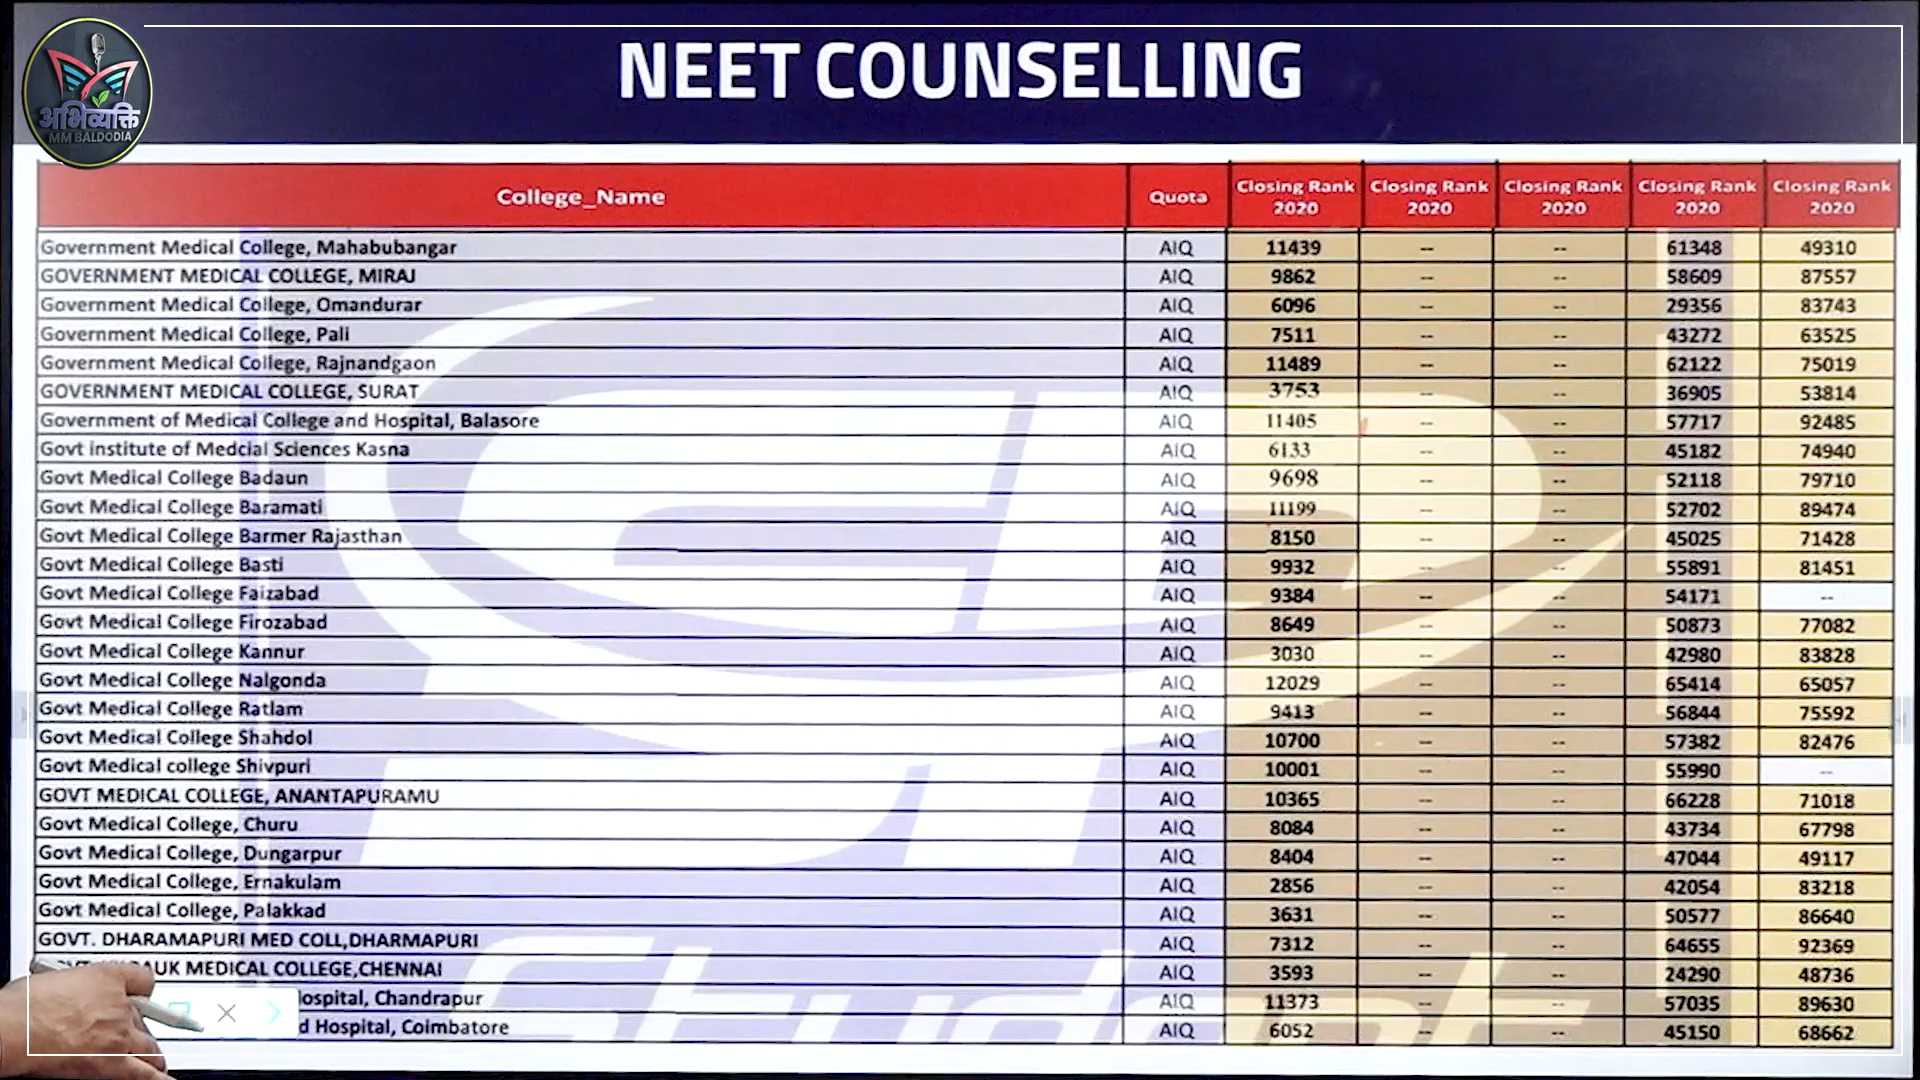 अभिव्यक्ति
MM BALDODIA
NEET COUNSELLING
College_Name Quota Closing Rank 2020 Closing Rank 2020 Closing Rank 2020 Closing Rank 2020 Closing Rank 2020
Government Medical College, Mahabubangar AIQ 11439 -- -- 61348 49310
GOVERNMENT MEDICAL COLLEGE, MIRAJ AIQ 9862 -- -- 58609 87557
Government Medical College, Omandurar AIQ 6096 -- -- 29356 83743
Government Medical College, Pali AIQ 7511 -- -- 43272 63525
Government Medical College, Rajnandgaon AIQ 11489 -- -- 62122 75019
GOVERNMENT MEDICAL COLLEGE, SURAT AIQ 3753 -- -- 36905 53814
Government of Medical College and Hospital, Balasore AIQ 11405 -- -- 57717 92485
Govt institute of Medcial Sciences Kasna AIQ 6133 -- -- 45182 74940
Govt Medical College Badaun AIQ 9698 -- -- 52118 79710
Govt Medical College Baramati AIQ 11199 -- -- 52702 89474
Govt Medical College Barmer Rajasthan AIQ 8150 -- -- 45025 71428
Govt Medical College Basti AIQ 9932 -- -- 55891 81451
Govt Medical College Faizabad AIQ 9384 -- -- 54171 --
Govt Medical College Firozabad AIQ 8649 -- -- 50873 77082
Govt Medical College Kannur AIQ 3030 -- -- 42980 83828
Govt Medical College Nalgonda AIQ 12029 -- -- 65414 65057
Govt Medical College Ratlam AIQ 9413 -- -- 56844 75592
Govt Medical College Shahdol AIQ 10700 -- -- 57382 82476
Govt Medical college Shivpuri AIQ 10001 -- -- 55990 --
GOVT MEDICAL COLLEGE, ANANTAPURAMU AIQ 10365 -- -- 66228 71018
Govt Medical College, Churu AIQ 8084 -- -- 43734 67798
Govt Medical College, Dungarpur AIQ 8404 -- -- 47044 49117
Govt Medical College, Ernakulam AIQ 2856 -- -- 42054 83218
Govt Medical College, Palakkad AIQ 3631 -- -- 50577 86640
GOVT. DHARAMAPURI MED COLL,DHARMAPURI AIQ 7312 -- -- 64655 92369
MEDICAL COLLEGE,CHENNAI AIQ 3593 -- -- 24290 48736
Hospital, Chandrapur AIQ 11373 -- -- 57035 89630
Hospital, Coimbatore AIQ 6052 -- -- 45150 68662
Student